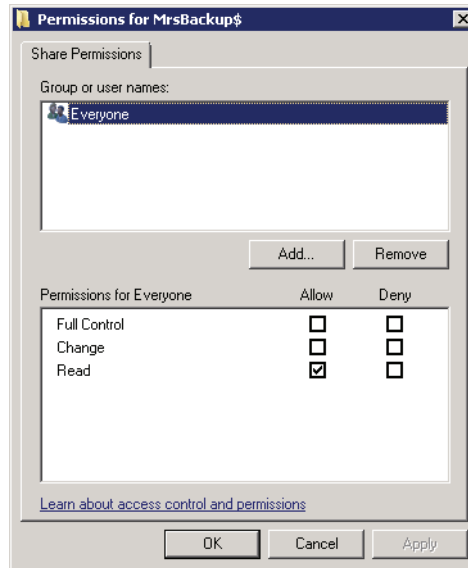 Permissions for MrsBackup$
Share Permissions
Group or user names:
Everyone
Add... Remove
Permissions for Everyone Allow Deny
Full Control
Change
Read
Learn about access control and permissions
OK Cancel Apply